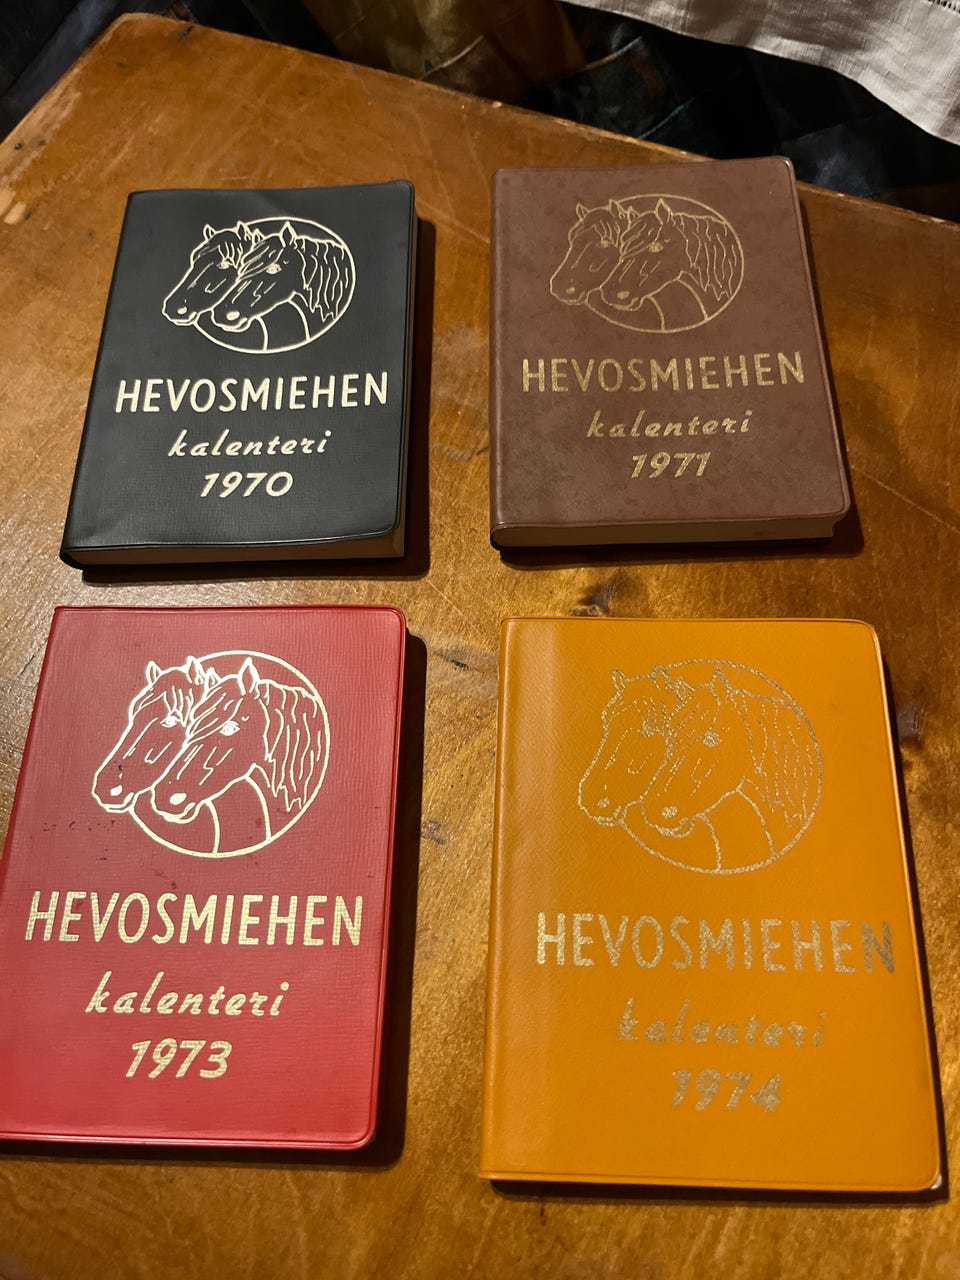 HEVOSMIEHEN
kalenteri
1970
HEVOSMIEHEN
kalenteri
1971
HEVOSMIEHEN
kalenteri
1973
HEVOSMIEHEN
kalenteri
1974